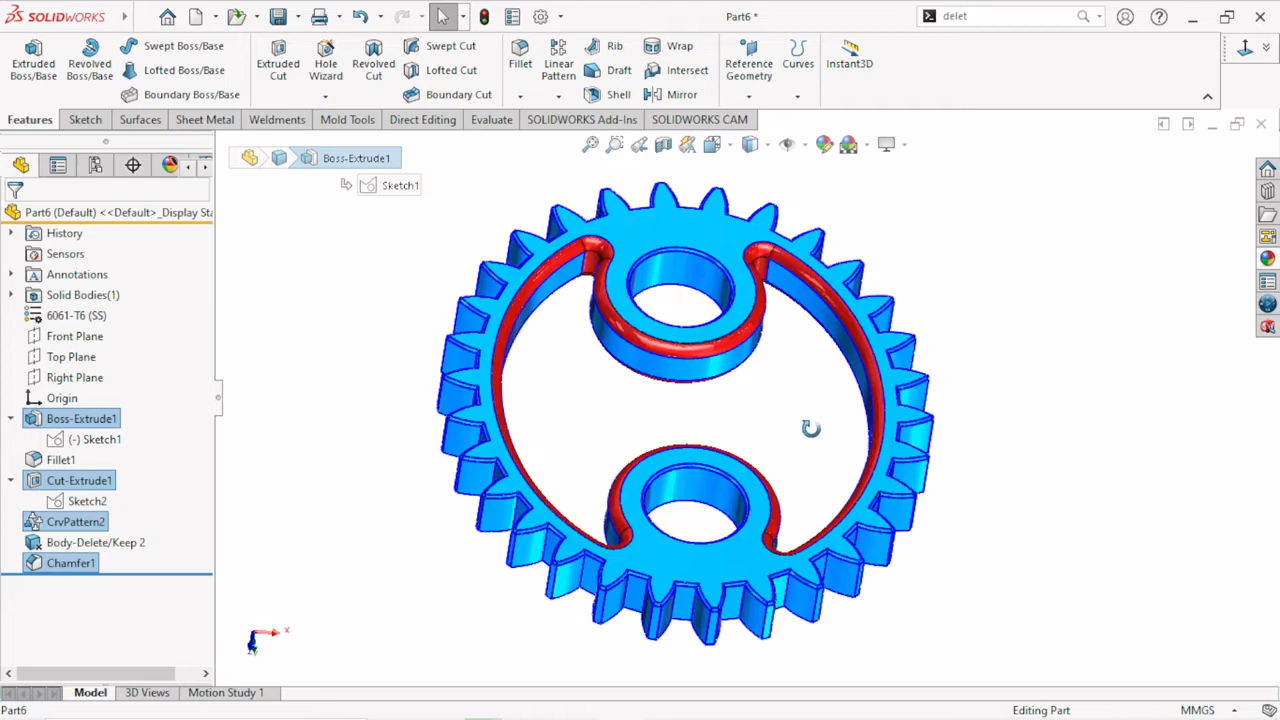 SOLIDWORKS
Part6 *
delet
Extruded Boss/Base
Revolved Boss/Base
Swept Boss/Base
Lofted Boss/Base
Boundary Boss/Base
Extruded Cut
Hole Wizard
Revolved Cut
Swept Cut
Lofted Cut
Boundary Cut
Fillet
Linear Pattern
Rib
Draft
Shell
Wrap
Intersect
Mirror
Reference Geometry
Curves
Instant3D
Features
Sketch
Surfaces
Sheet Metal
Weldments
Mold Tools
Direct Editing
Evaluate
SOLIDWORKS Add-Ins
SOLIDWORKS CAM
Boss-Extrude1
Sketch1
Part6 (Default) <<Default>_Display Sta
History
Sensors
Annotations
Solid Bodies(1)
6061-T6 (SS)
Front Plane
Top Plane
Right Plane
Origin
Boss-Extrude1
(-) Sketch1
Fillet1
Cut-Extrude1
Sketch2
CrvPattern2
Body-Delete/Keep 2
Chamfer1
x
Model
3D Views
Motion Study 1
Part6
Editing Part
MMGS